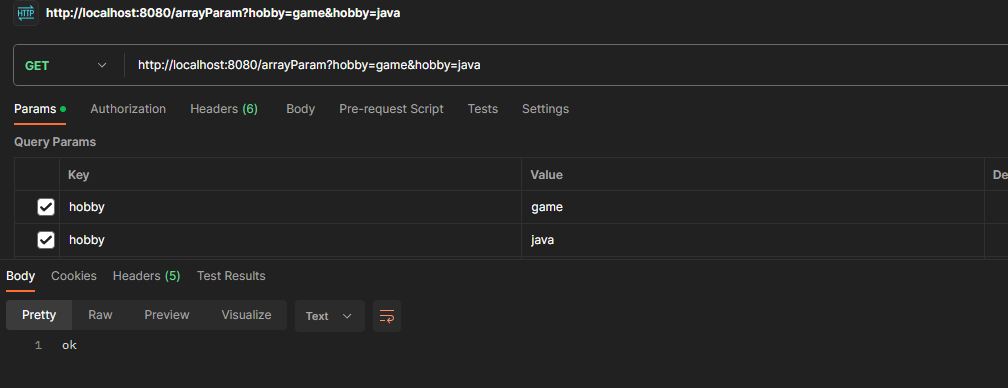 HTTP http://localhost:8080/arrayParam?hobby=game&hobby=java
GET http://localhost:8080/arrayParam?hobby=game&hobby=java
Params Authorization Headers (6) Body Pre-request Script Tests Settings
Query Params
Key Value De
hobby game
hobby java
Body Cookies Headers (5) Test Results
Pretty Raw Preview Visualize Text
1 ok